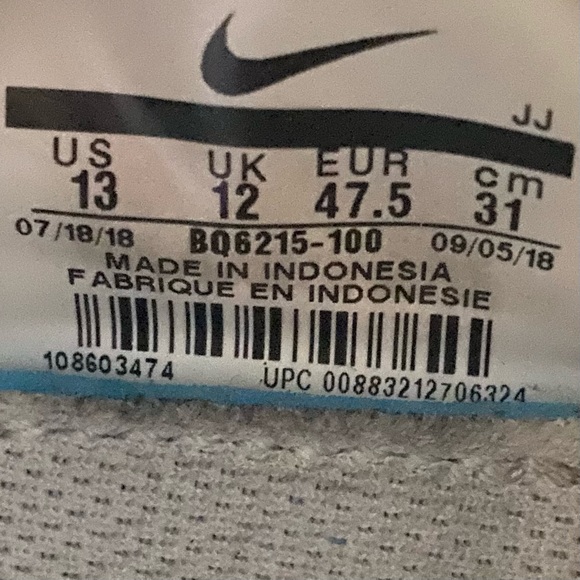 JJ
US UK EUR cm
13 12 47.5 31
07/18/18 BQ6215-100 09/05/18
MADE IN INDONESIA
FABRIQUE EN INDONESIE
108603474 UPC 00883212706324